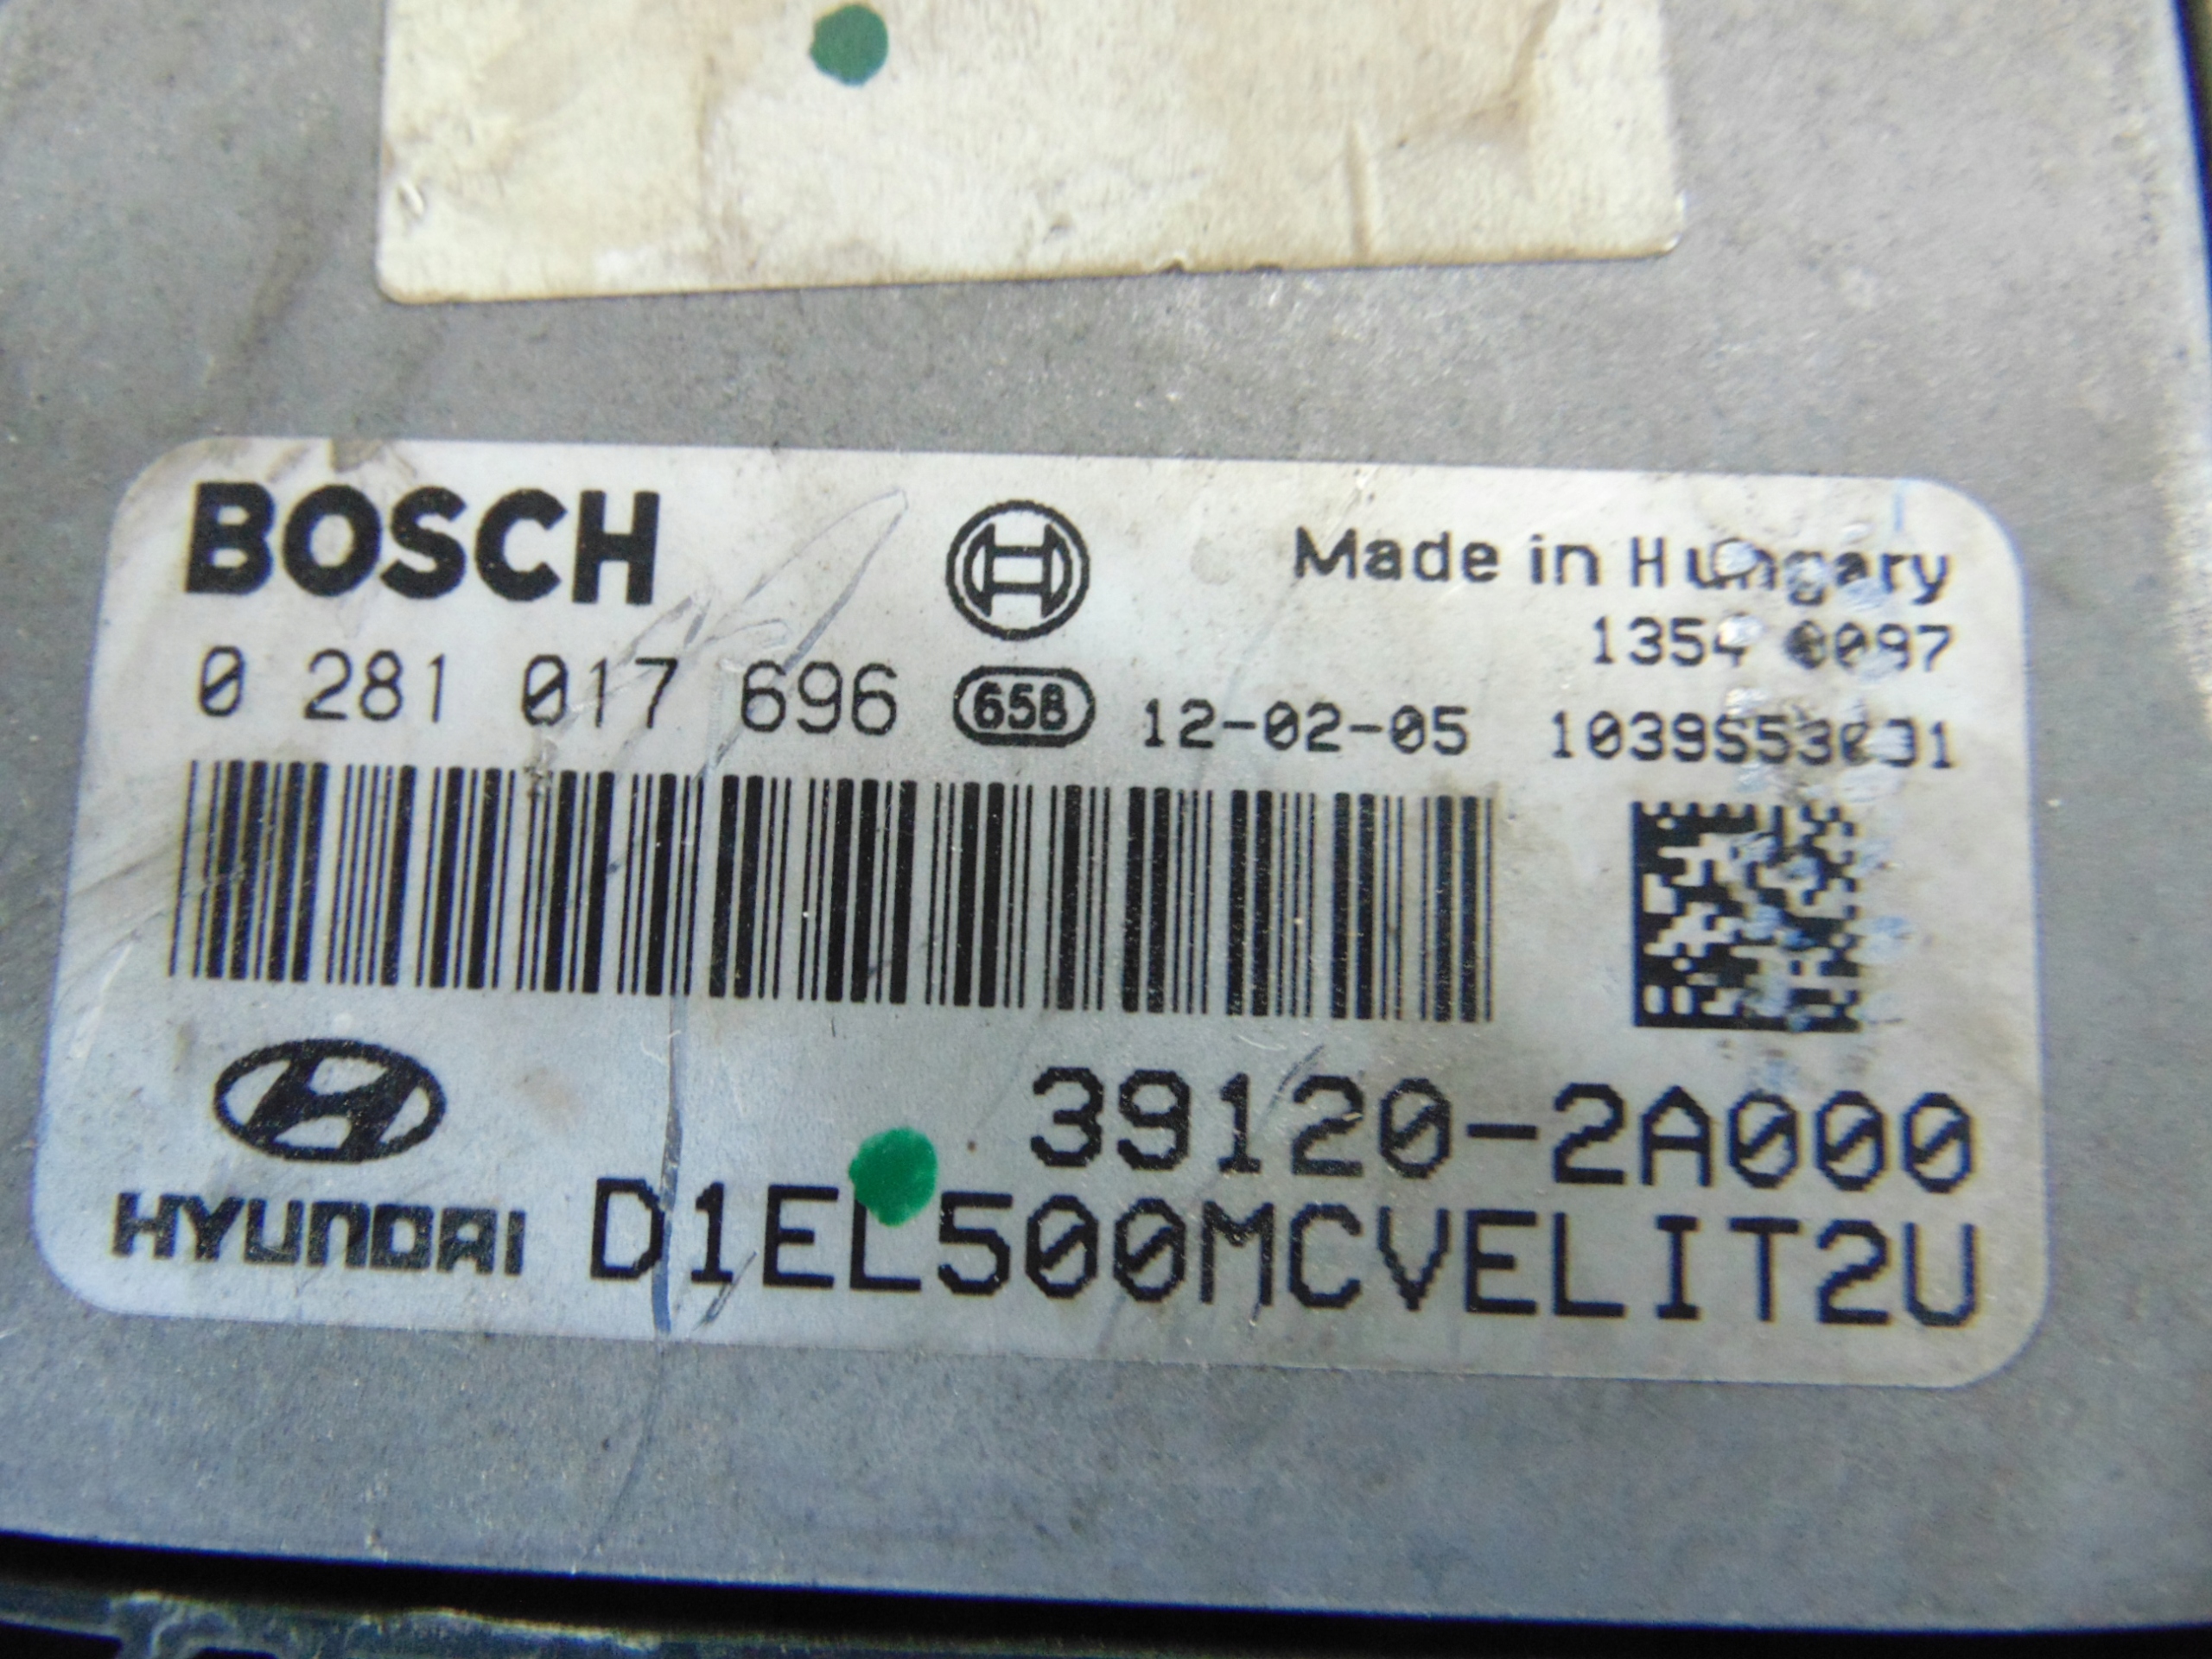 BOSCH
Made in Hungary
0 281 017 696 658 12-02-05
39120-2A000
HYUNDAI D1EL500MCVELIT2U